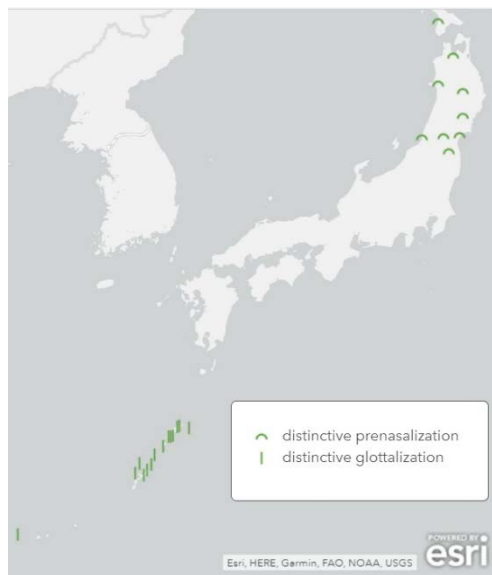 distinctive prenasalization
distinctive glottalization
POWERED BY
esri
Esri, HERE, Garmin, FAO, NOAA, USGS